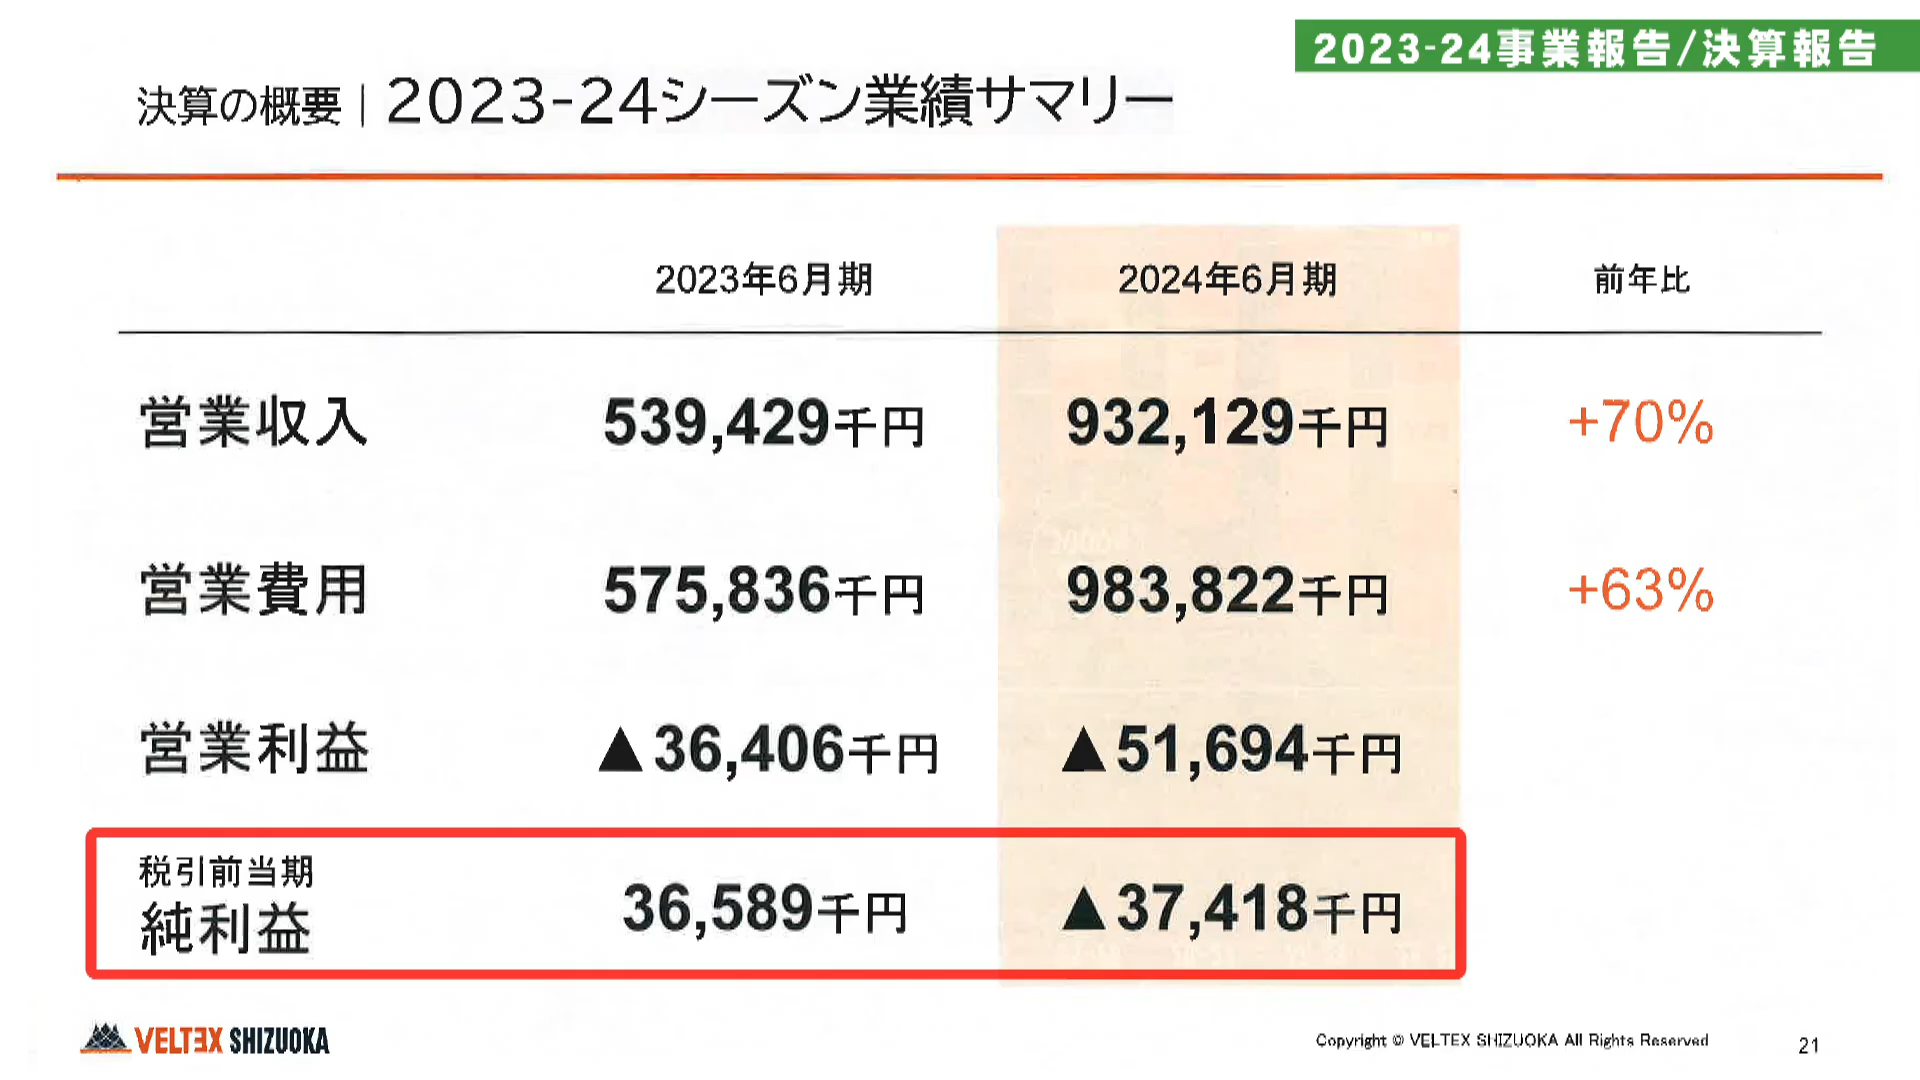 2023-24事業報告/決算報告
決算の概要｜2023-24シーズン業績サマリー
2023年6月期 2024年6月期 前年比
営業収入 539,429千円 932,129千円 +70%
営業費用 575,836千円 983,822千円 +63%
営業利益 ▲36,406千円 ▲51,694千円
税引前当期
純利益 36,589千円 ▲37,418千円
VELTEX SHIZUOKA
Copyright © VELTEX SHIZUOKA All Rights Reserved
21